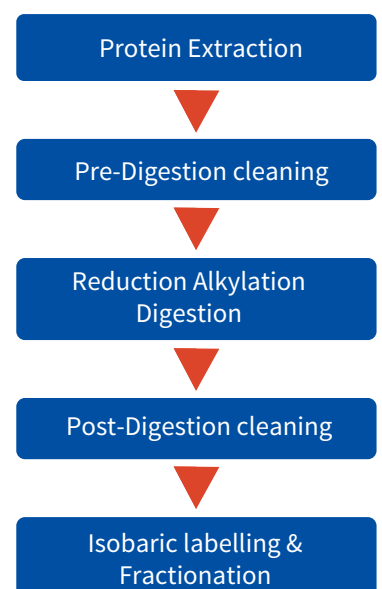 Protein Extraction
Pre-Digestion cleaning
Reduction Alkylation
Digestion
Post-Digestion cleaning
Isobaric labelling &
Fractionation